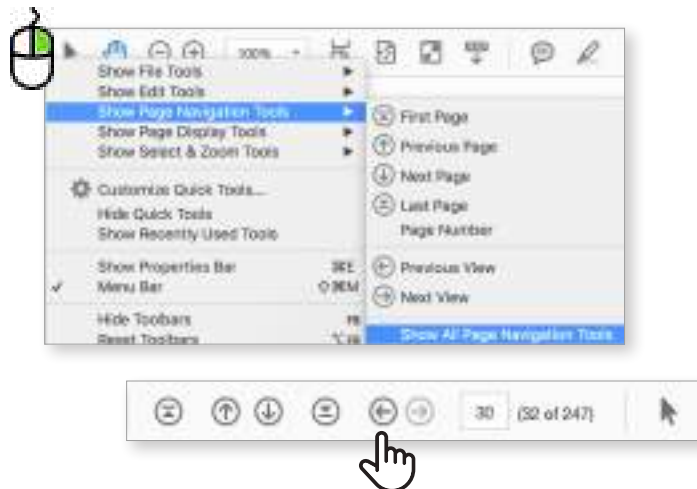 100%
Show File Tools
Show Edit Tools
Show Page Navigation Tools
Show Page Display Tools
Show Select & Zoom Tools
Customize Quick Tools...
Hide Quick Tools
Show Recently Used Tools
Show Properties Bar ⌘E
✓ Menu Bar ⇧⌘M
Hide Toolbars F8
Reset Toolbars ⌥F8
First Page
Previous Page
Next Page
Last Page
Page Number
Previous View
Next View
Show All Page Navigation Tools
30 (32 of 247)